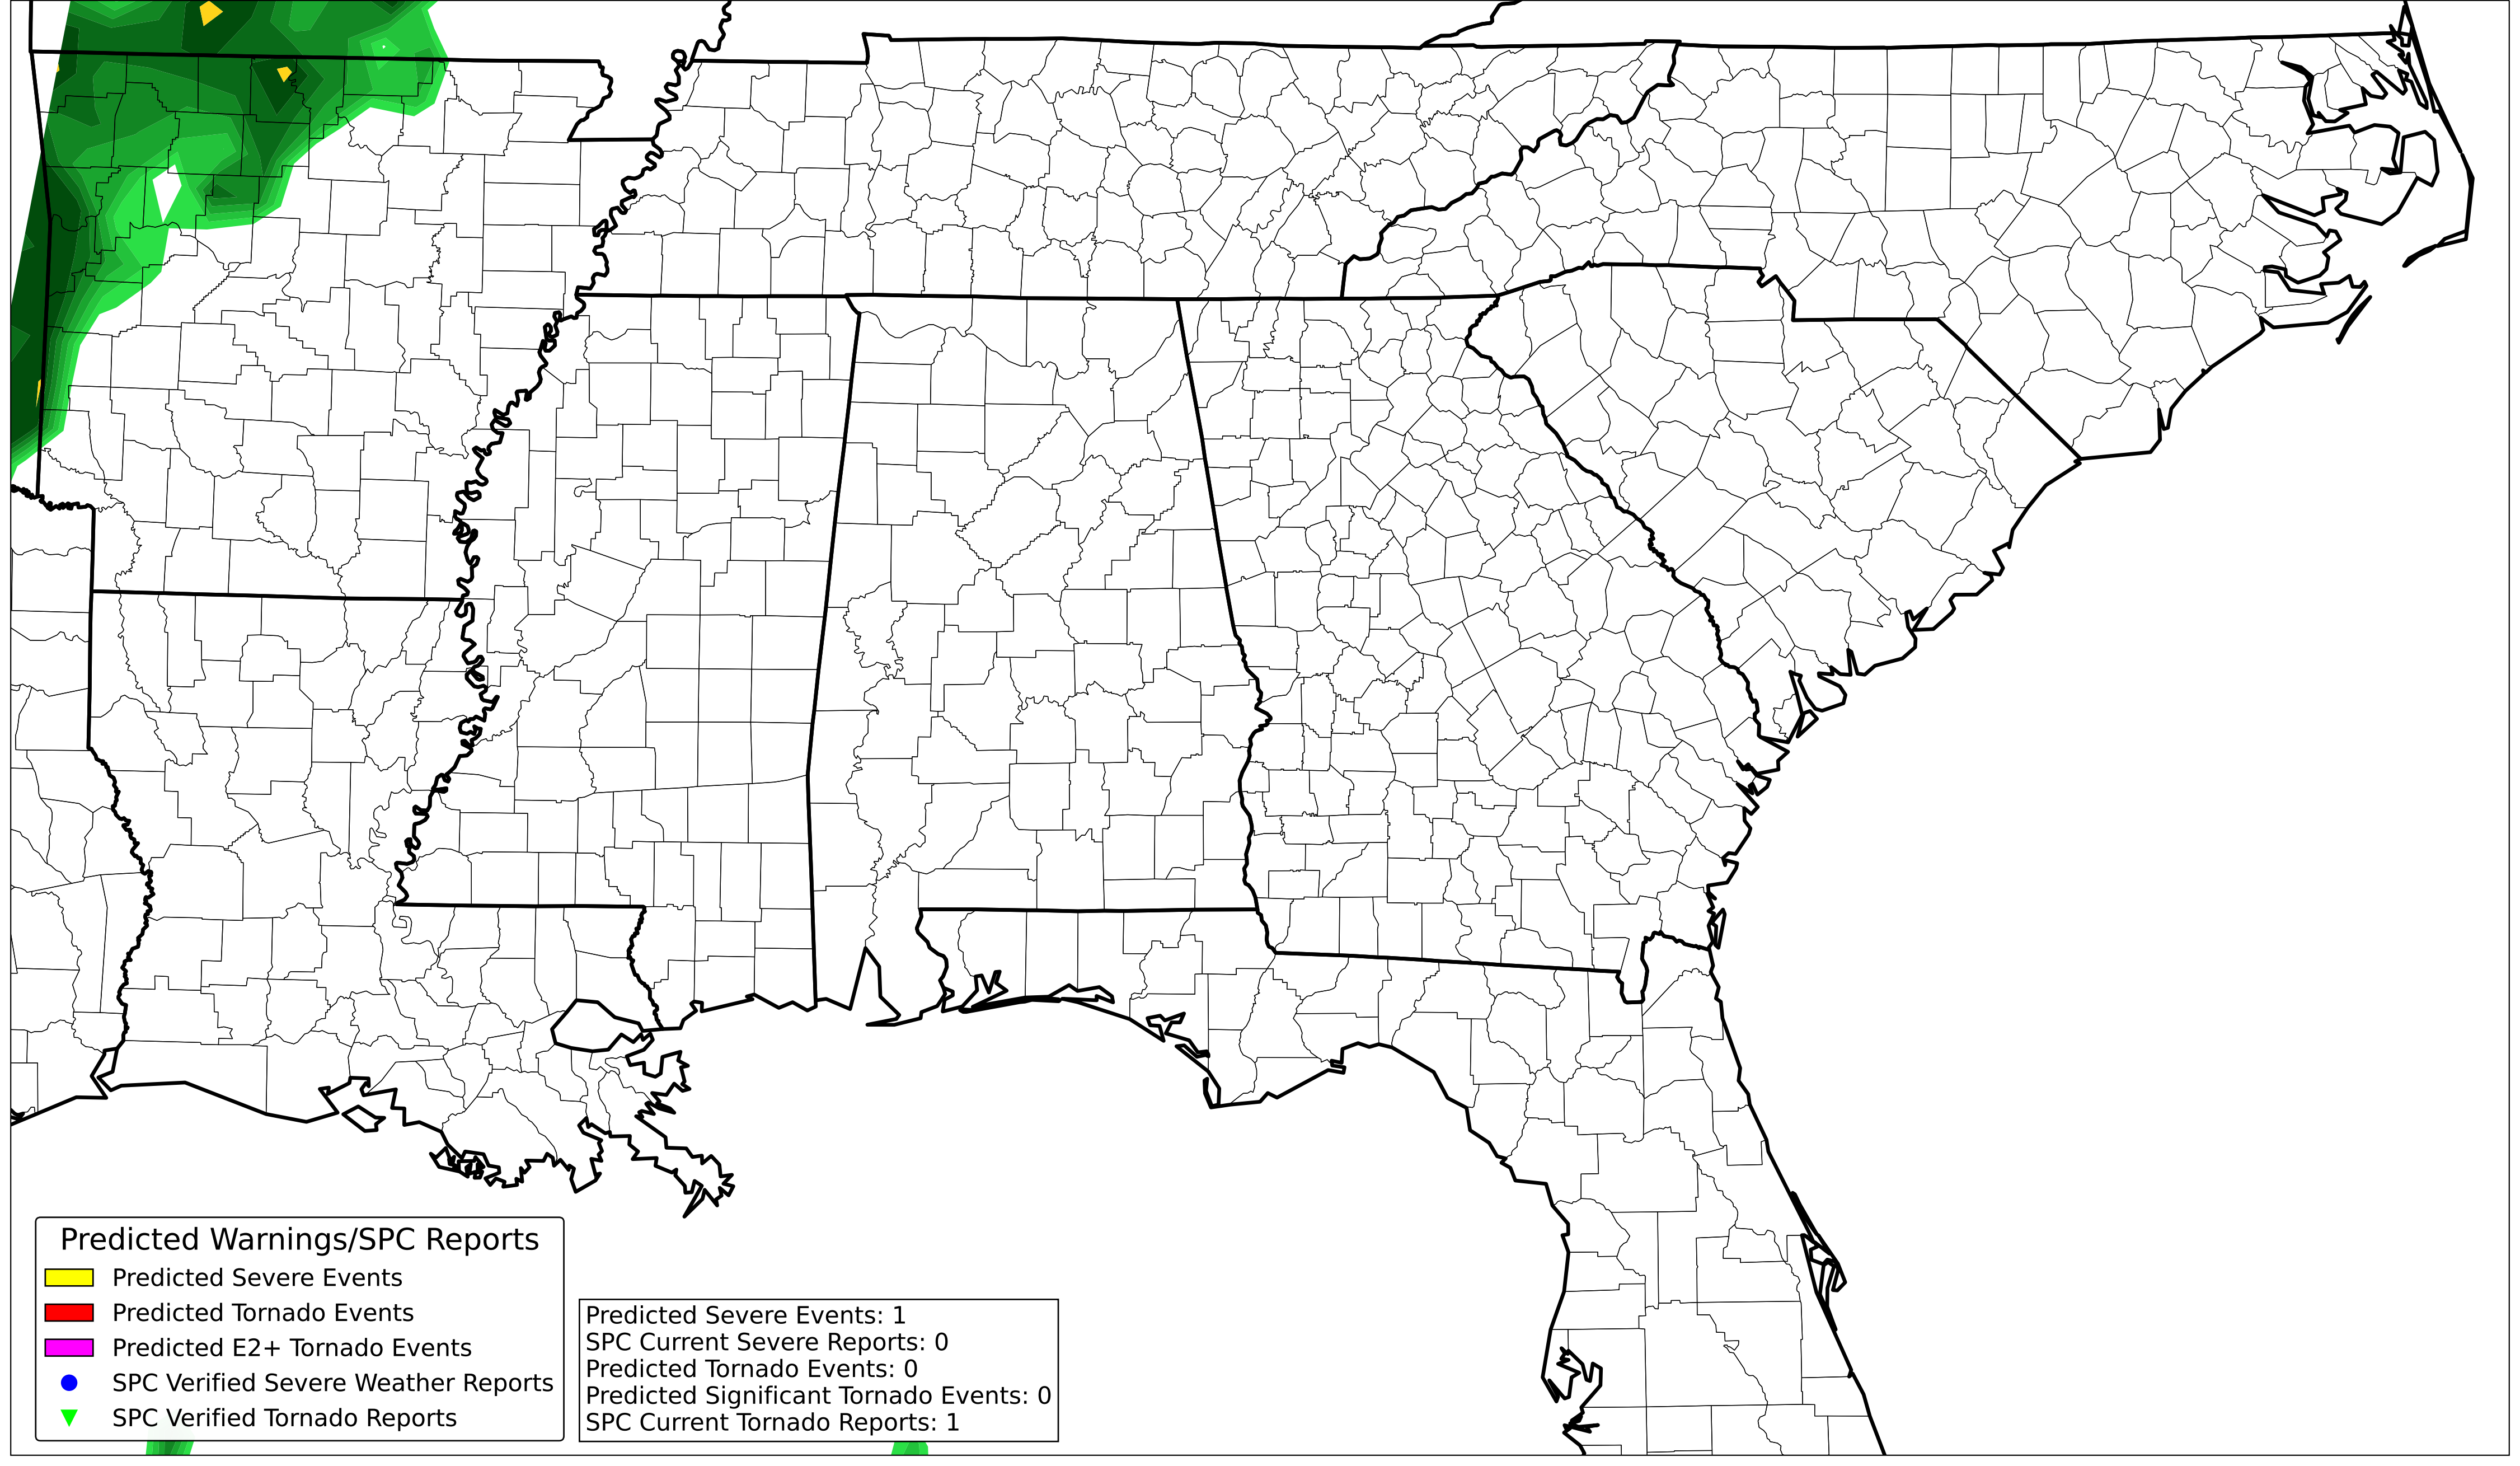 Predicted Warnings/SPC Reports
Predicted Severe Events
Predicted Tornado Events
Predicted E2+ Tornado Events
SPC Verified Severe Weather Reports
SPC Verified Tornado Reports
Predicted Severe Events: 1
SPC Current Severe Reports: 0
Predicted Tornado Events: 0
Predicted Significant Tornado Events: 0
SPC Current Tornado Reports: 1